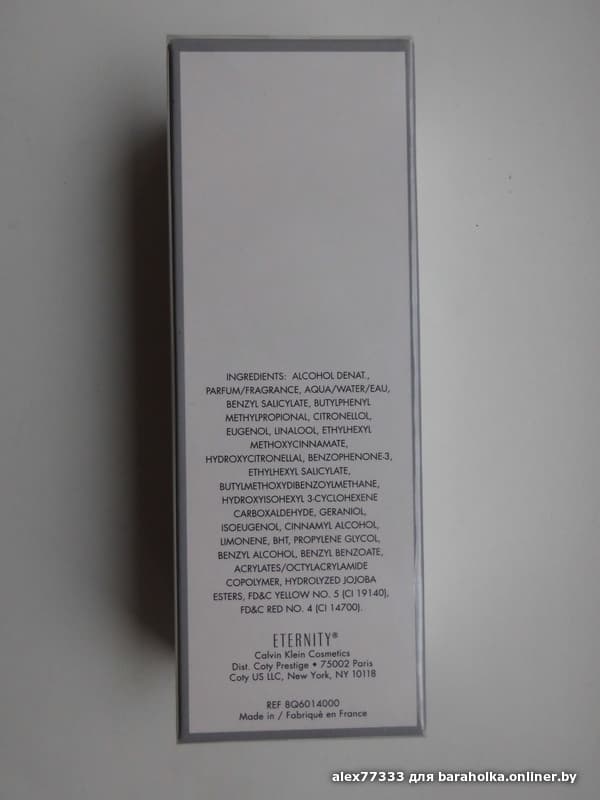 INGREDIENTS: ALCOHOL DENAT.,
PARFUM/FRAGRANCE, AQUA/WATER/EAU,
BENZYL SALICYLATE, BUTYLPHENYL
METHYLPROPIONAL, CITRONELLOL,
EUGENOL, LINALOOL, ETHYLHEXYL
METHOXYCINNAMATE,
HYDROXYCITRONELLAL, BENZOPHENONE-3,
ETHYLHEXYL SALICYLATE,
BUTYLMETHOXYDIBENZOYLMETHANE,
HYDROXYISOHEXYL 3-CYCLOHEXENE
CARBOXALDEHYDE, GERANIOL,
ISOEUGENOL, CINNAMYL ALCOHOL,
LIMONENE, BHT, PROPYLENE GLYCOL,
BENZYL ALCOHOL, BENZYL BENZOATE,
ACRYLATES/OCTYLACRYLAMIDE
COPOLYMER, HYDROLYZED JOJOBA
ESTERS, FD&C YELLOW NO. 5 (CI 19140),
FD&C RED NO. 4 (CI 14700).
ETERNITY®
Calvin Klein Cosmetics
Dist. Coty Prestige • 75002 Paris
Coty US LLC, New York, NY 10118
REF 8Q6014000
Made in / Fabriqué en France
alex77333 для baraholka.onliner.by